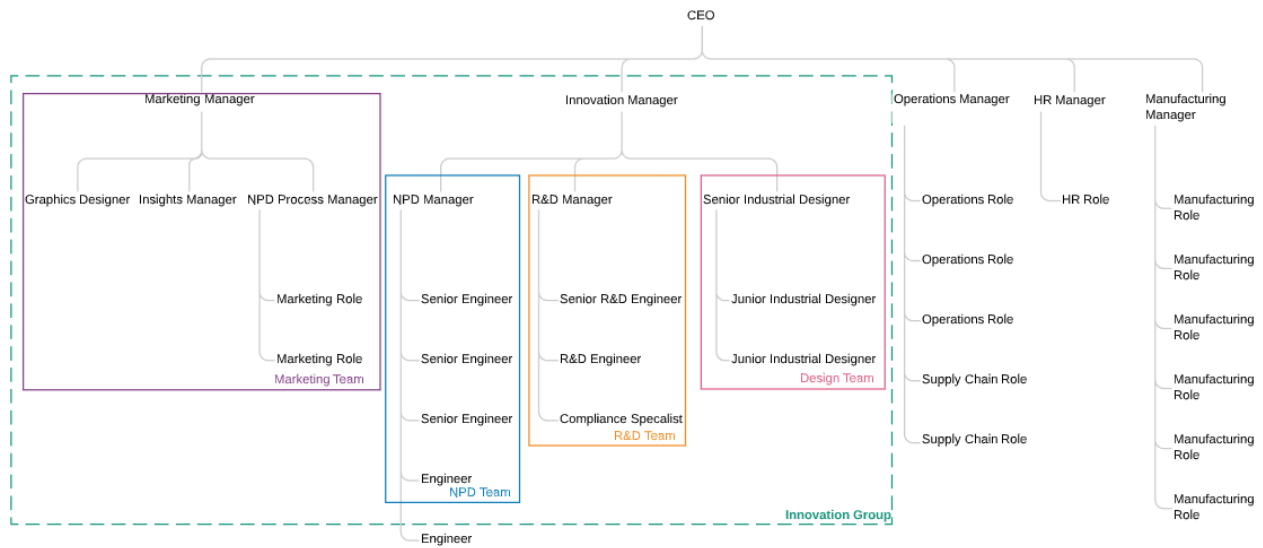 CEO
Marketing Manager
Innovation Manager
Operations Manager
HR Manager
Manufacturing
Manager
Graphics Designer
Insights Manager
NPD Process Manager
NPD Manager
R&D Manager
Senior Industrial Designer
Operations Role
HR Role
Manufacturing
Role
Operations Role
Manufacturing
Role
Marketing Role
Senior Engineer
Senior R&D Engineer
Junior Industrial Designer
Operations Role
Manufacturing
Role
Marketing Role
Senior Engineer
R&D Engineer
Junior Industrial Designer
Marketing Team
Design Team
Supply Chain Role
Manufacturing
Role
Senior Engineer
Compliance Specalist
R&D Team
Supply Chain Role
Manufacturing
Role
Engineer
NPD Team
Manufacturing
Role
Innovation Group
Engineer